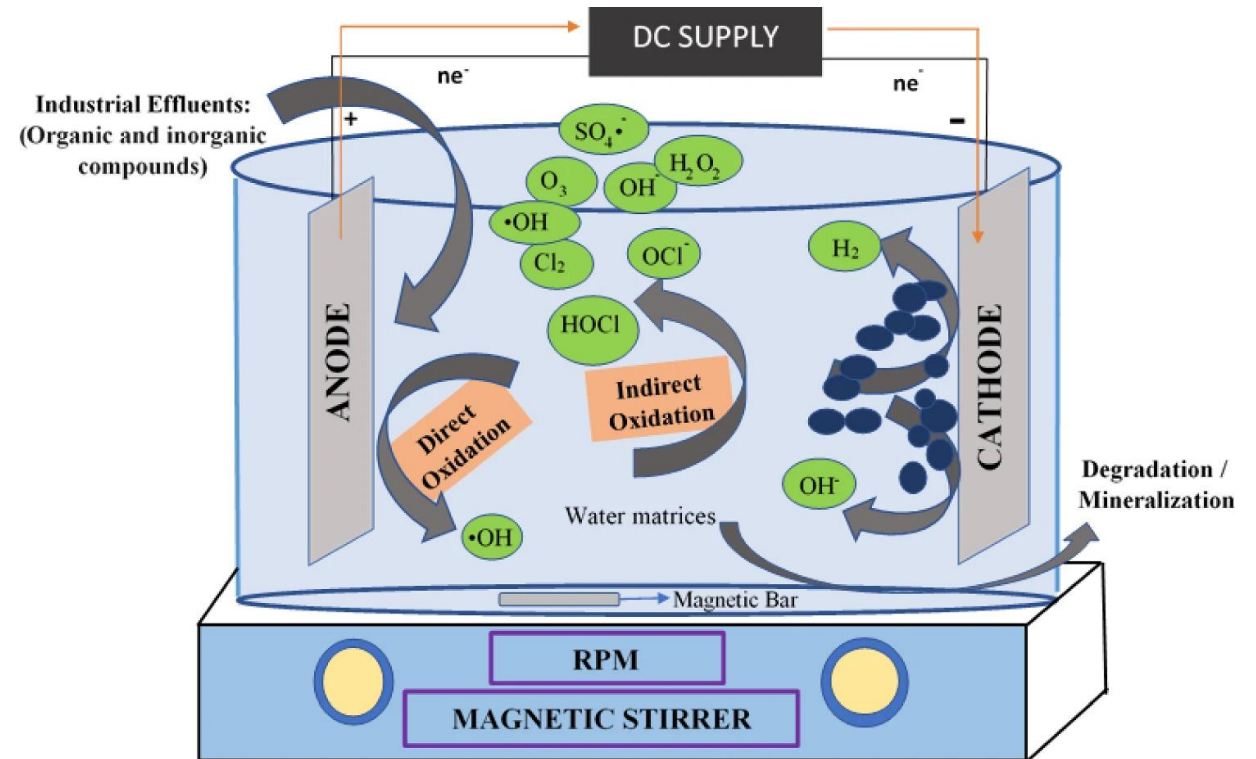 DC SUPPLY
ne-
ne-
Industrial Effluents:
(Organic and inorganic
compounds)
+
-
SO₄•⁻
H₂O₂
O₃
OH⁻
•OH
Cl₂
OCl⁻
H₂
HOCl
ANODE
CATHODE
Direct
Oxidation
Indirect
Oxidation
OH⁻
Degradation /
Mineralization
Water matrices
•OH
Magnetic Bar
RPM
MAGNETIC STIRRER